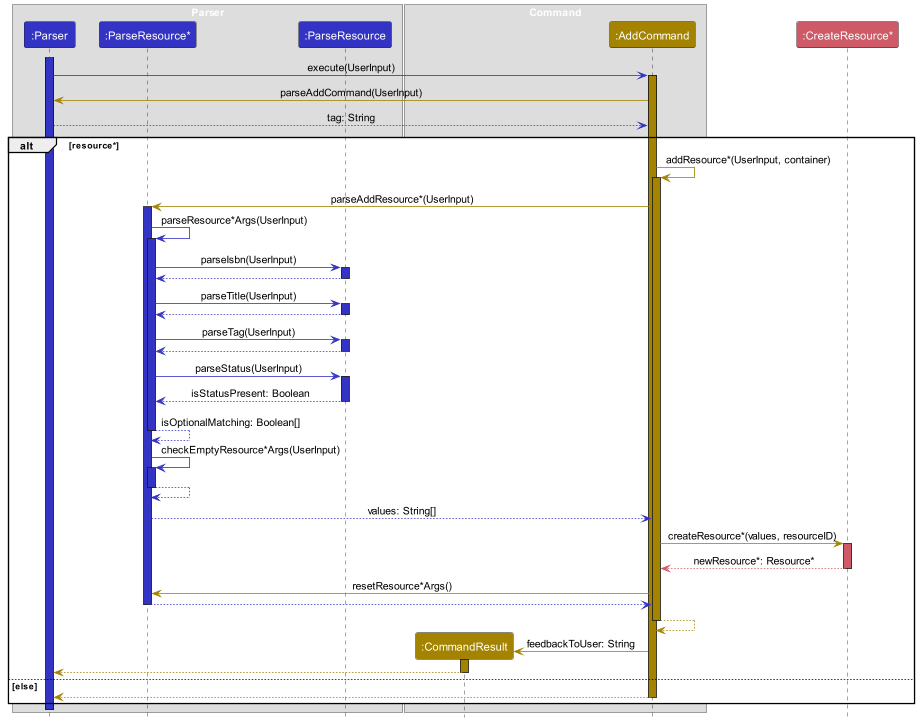 Parser
Command
:Parser
:ParseResource*
:ParseResource
:AddCommand
:CreateResource*
execute(UserInput)
parseAddCommand(UserInput)
tag: String
alt
[resource*]
addResource*(UserInput, container)
parseAddResource*(UserInput)
parseResource*Args(UserInput)
parseIsbn(UserInput)
parseTitle(UserInput)
parseTag(UserInput)
parseStatus(UserInput)
isStatusPresent: Boolean
isOptionalMatching: Boolean[]
checkEmptyResource*Args(UserInput)
values: String[]
createResource*(values, resourceID)
newResource*: Resource*
resetResource*Args()
:CommandResult
feedbackToUser: String
[else]